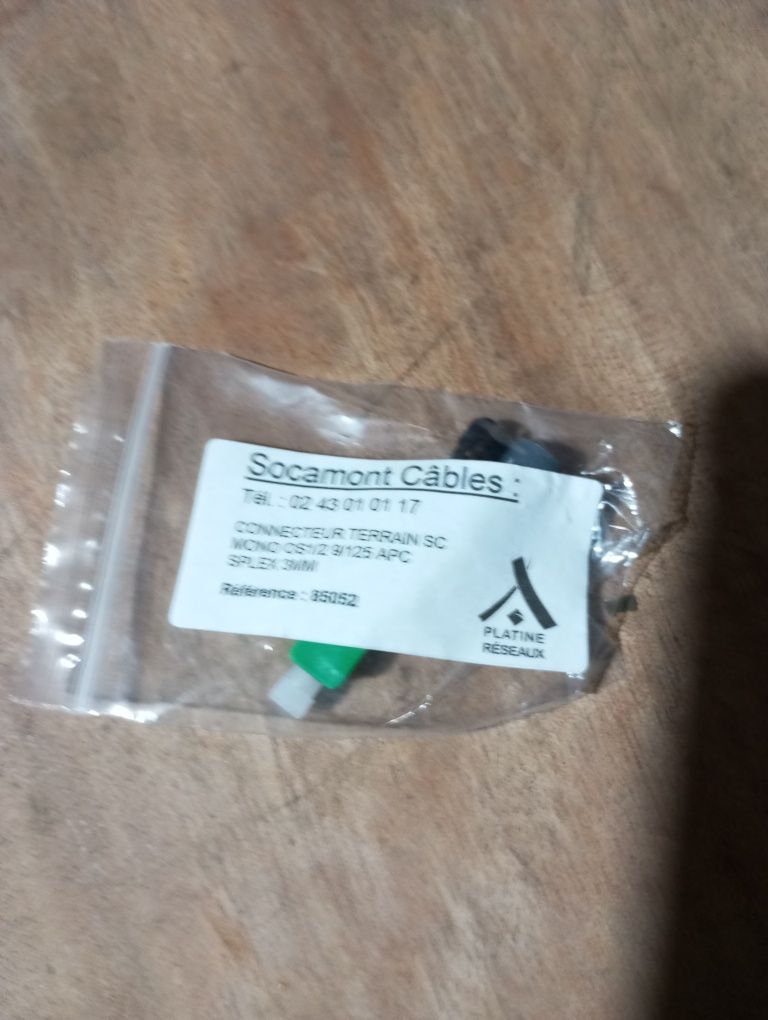 Socamont Câbles :
Tél. : 02 43 01 01 17
CONNECTEUR TERRAIN SC
MONO OS1/2 9/125 APC
SPLEX 3MM
Référence : 85052
PLATINE
RÉSEAUX